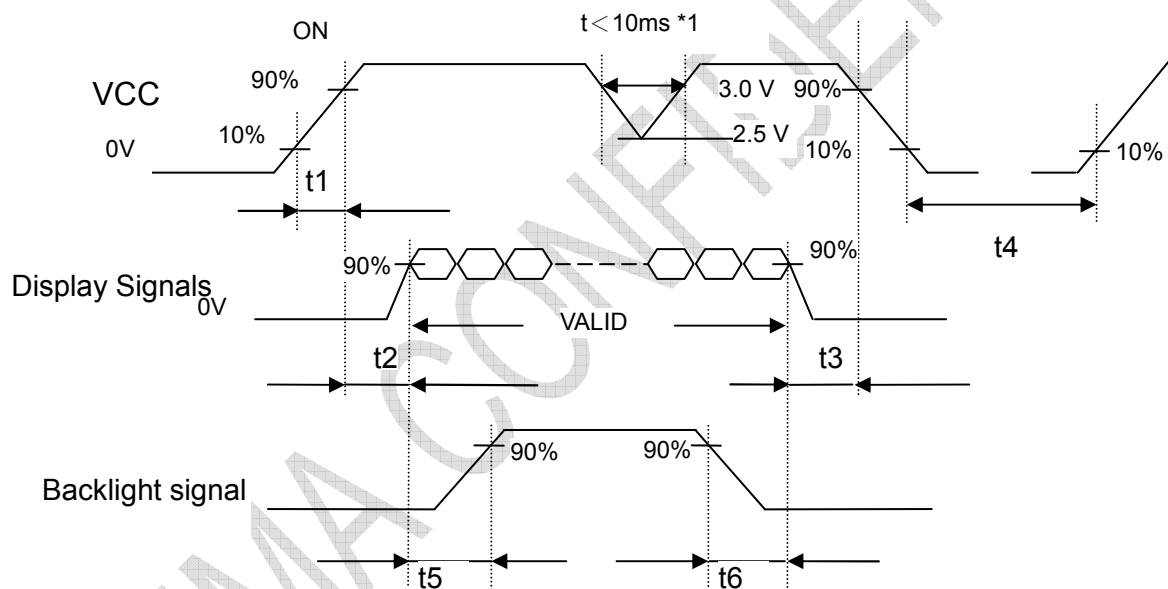 ON
t＜10ms *1
90%
3.0 V
90%
VCC
10%
2.5 V
10%
10%
0V
t1
t4
90%
90%
Display Signals
0V
VALID
t2
t3
90%
90%
Backlight signal
t5
t6